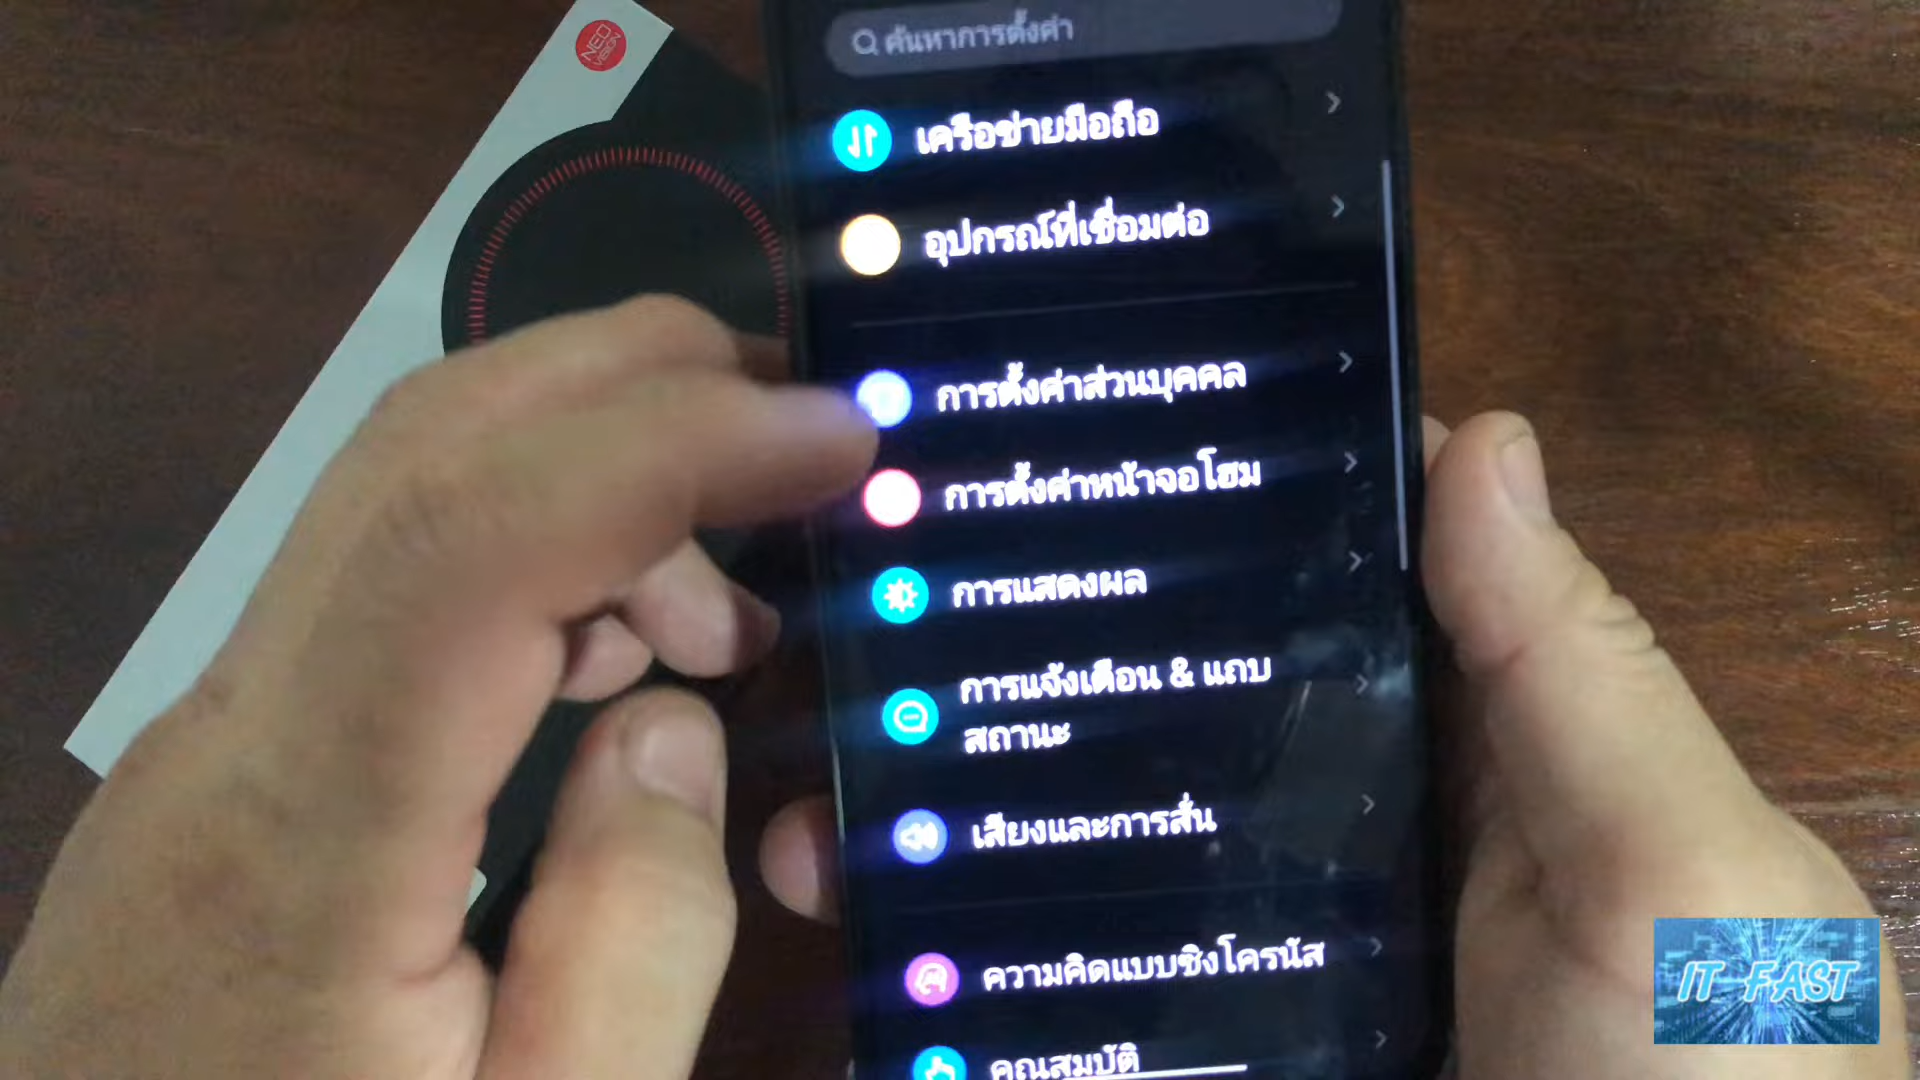 NEO
VISION
ค้นหาการตั้งค่า
เครือข่ายมือถือ
อุปกรณ์ที่เชื่อมต่อ
การตั้งค่าส่วนบุคคล
การตั้งค่าหน้าจอโฮม
การแสดงผล
การแจ้งเตือน & แถบ
สถานะ
เสียงและการสั่น
ความคิดแบบซิงโครนัส
คุณสมบัติ
IT FAST